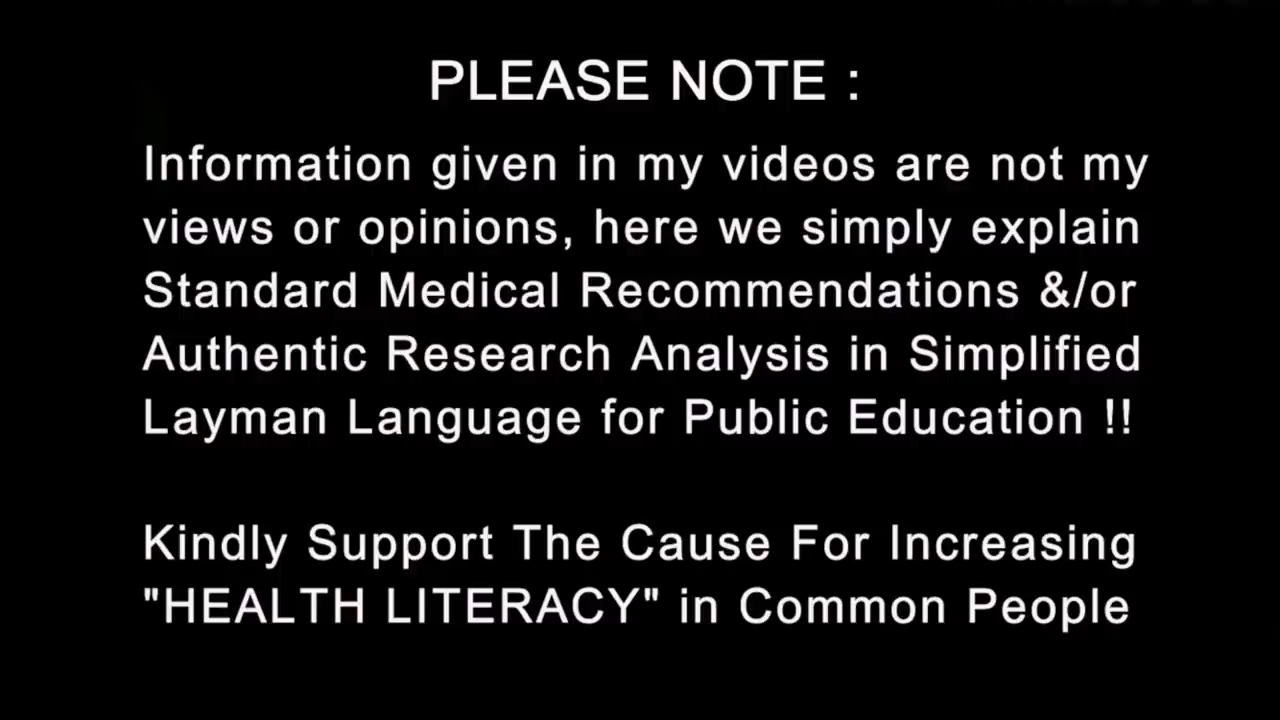 PLEASE NOTE :
Information given in my videos are not my
views or opinions, here we simply explain
Standard Medical Recommendations &/or
Authentic Research Analysis in Simplified
Layman Language for Public Education !!
Kindly Support The Cause For Increasing
"HEALTH LITERACY" in Common People